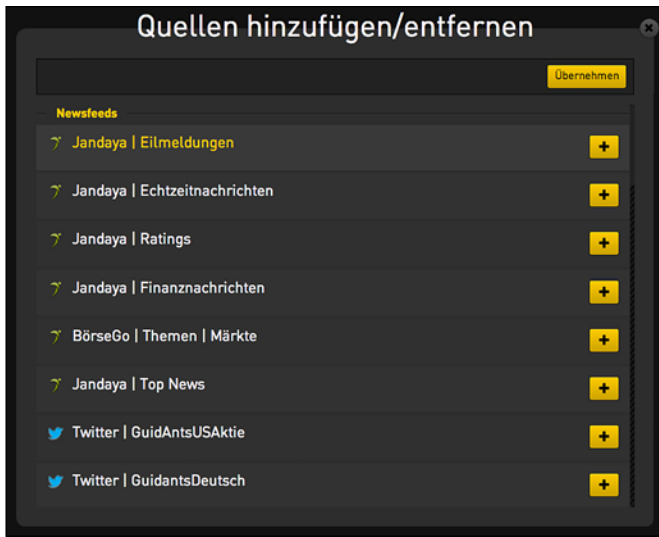 Quellen hinzufügen/entfernen
Übernehmen
Newsfeeds
Jandaya | Eilmeldungen
Jandaya | Echtzeitnachrichten
Jandaya | Ratings
Jandaya | Finanznachrichten
BörseGo | Themen | Märkte
Jandaya | Top News
Twitter | GuidAntsUSAktie
Twitter | GuidantsDeutsch